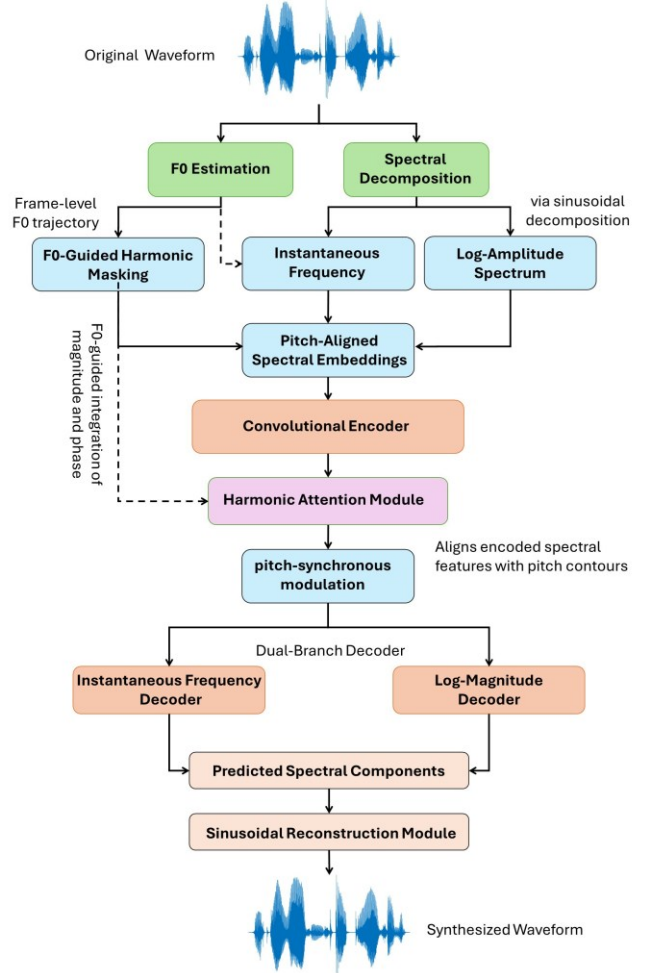 Original Waveform
F0 Estimation
Spectral
Decomposition
Frame-level
F0 trajectory
via sinusoidal
decomposition
F0-Guided Harmonic
Masking
Instantaneous
Frequency
Log-Amplitude
Spectrum
F0-guided integration of
magnitude and phase
Pitch-Aligned
Spectral Embeddings
Convolutional Encoder
Harmonic Attention Module
pitch-synchronous
modulation
Aligns encoded spectral
features with pitch contours
Dual-Branch Decoder
Instantaneous Frequency
Decoder
Log-Magnitude
Decoder
Predicted Spectral Components
Sinusoidal Reconstruction Module
Synthesized Waveform